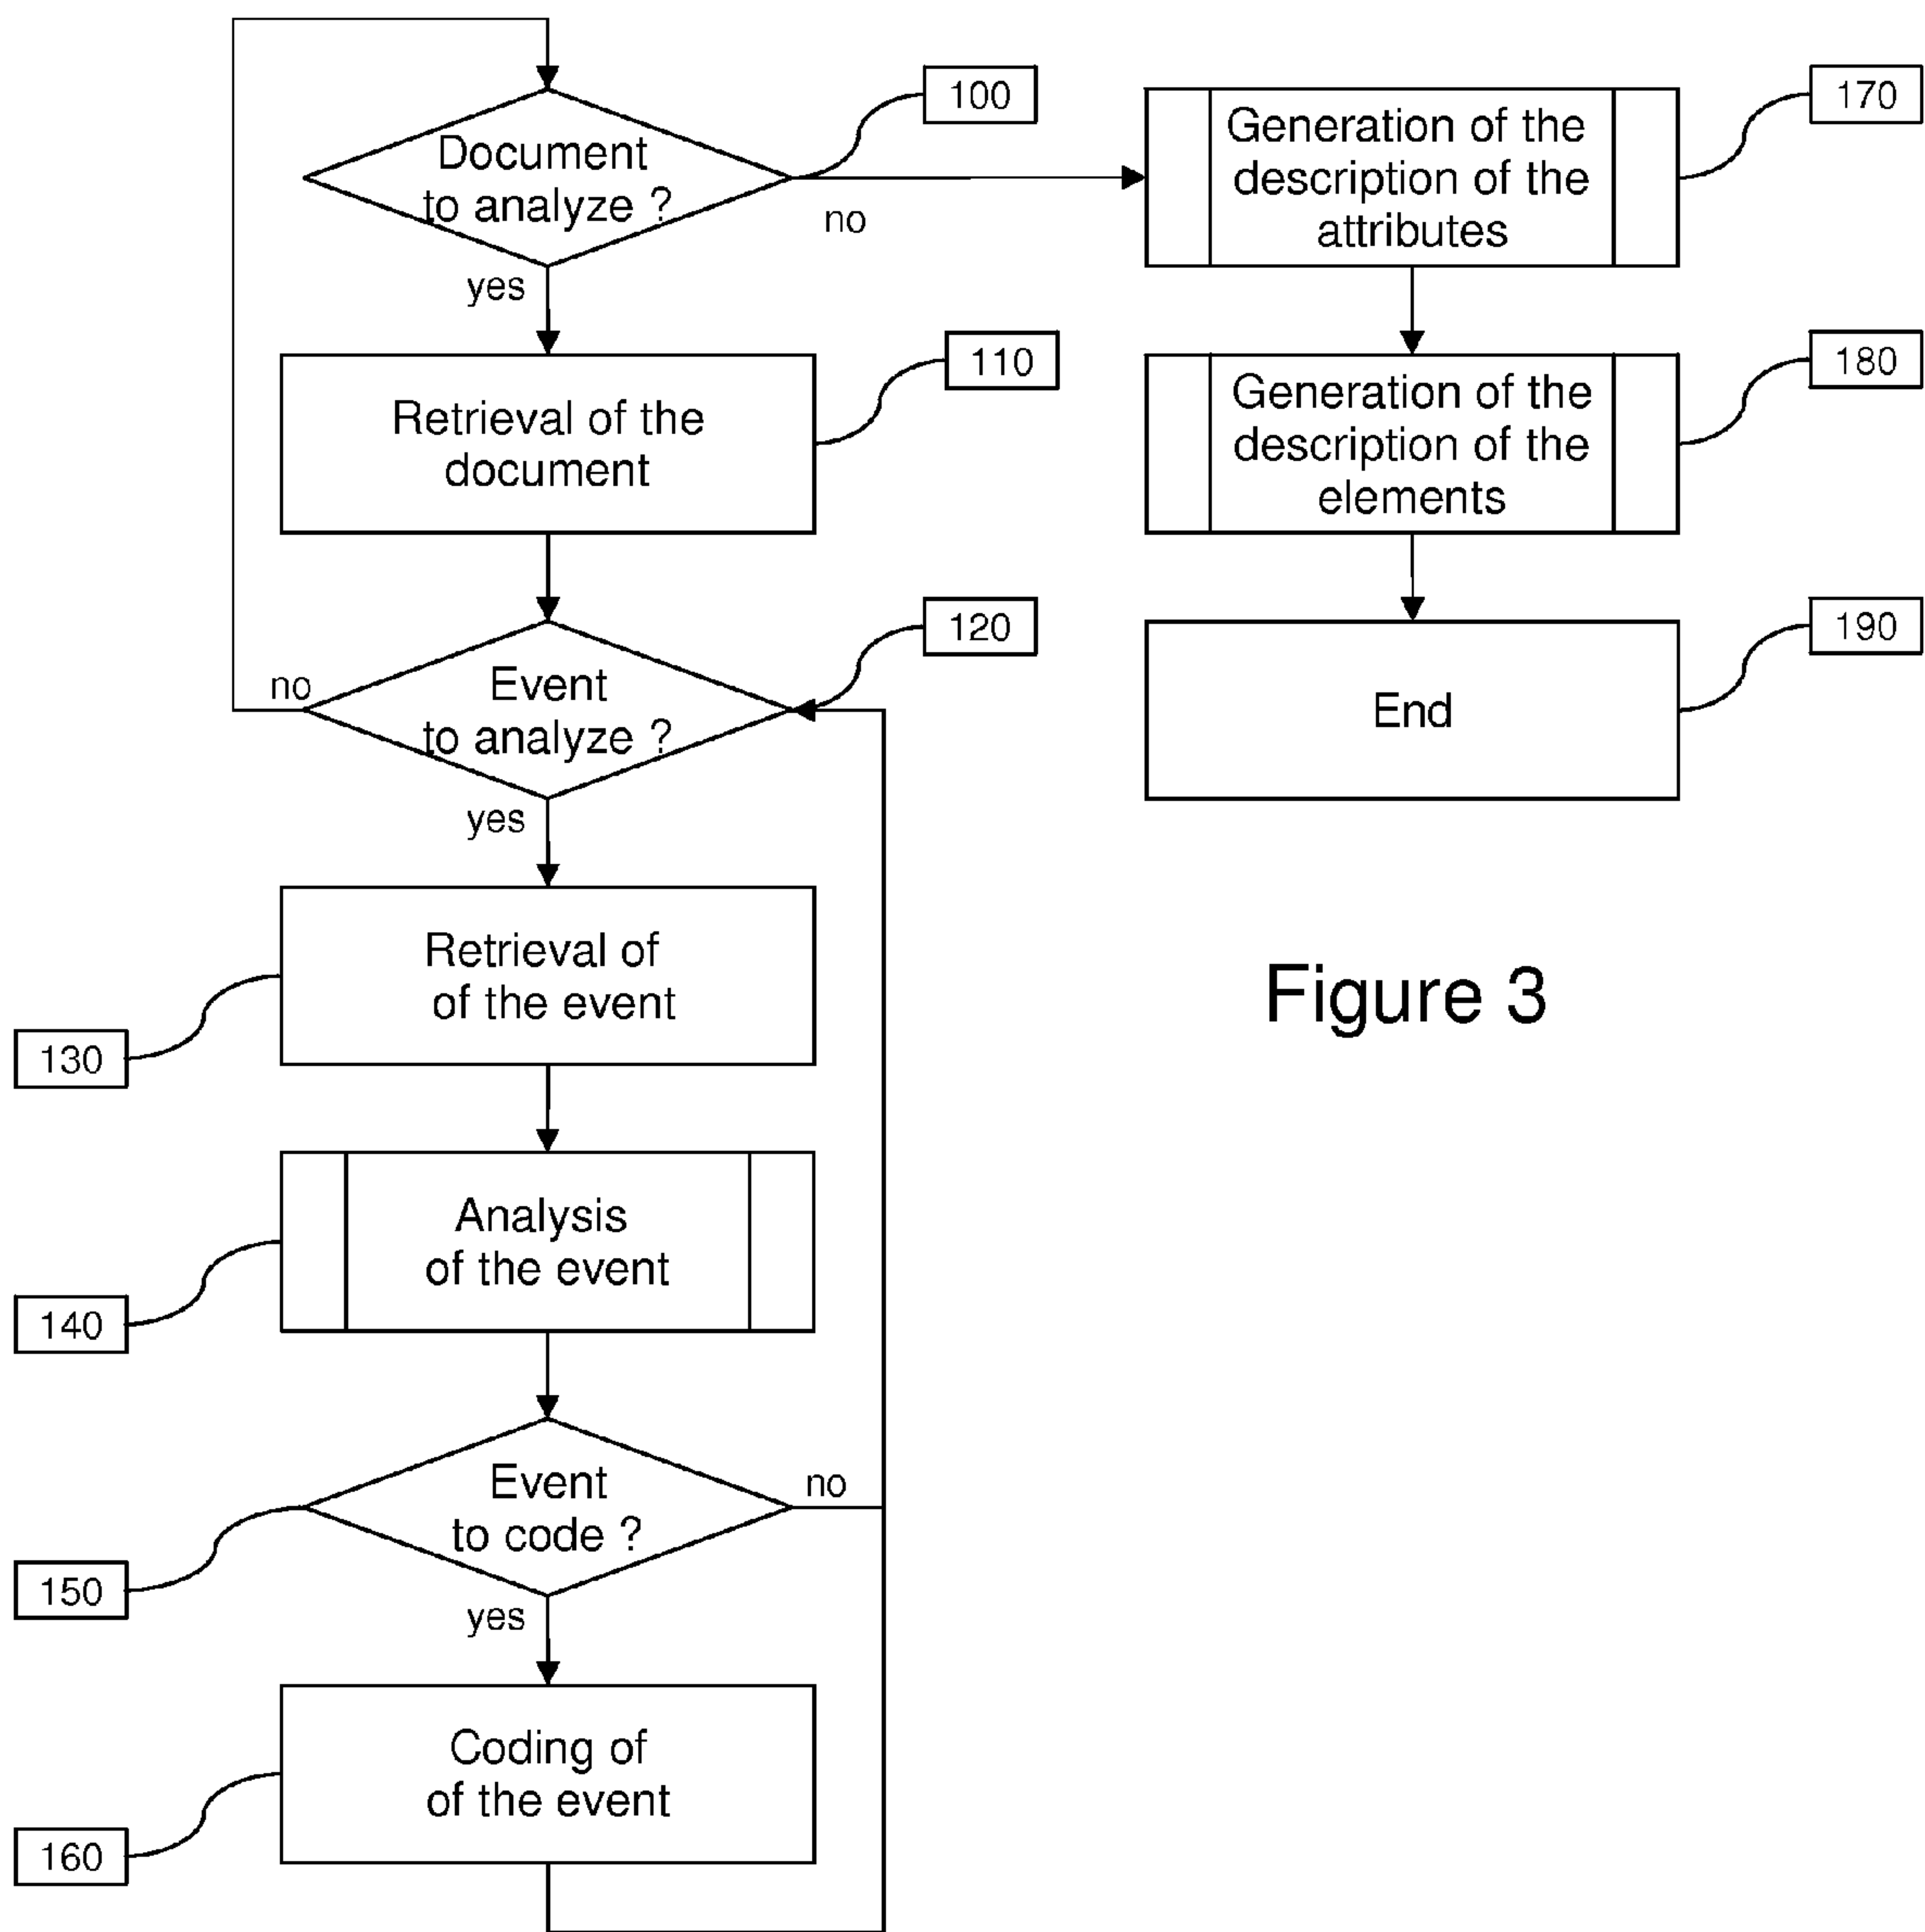 Document
to analyze ?
100
no
yes
Retrieval of the
document
110
Event
to analyze ?
120
no
yes
Retrieval of
of the event
130
Analysis
of the event
140
Event
to code ?
no
150
yes
Coding of
of the event
160
Generation of the
description of the
attributes
170
Generation of the
description of the
elements
180
End
190
Figure 3